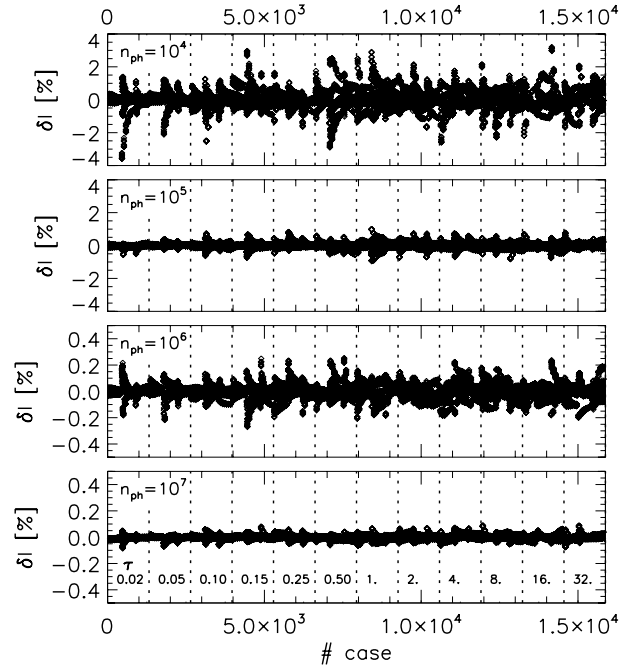 0 5.0×10³ 1.0×10⁴ 1.5×10⁴
4
2
0
−2
−4
δI [%]
n_ph=10⁴
4
2
0
−2
−4
δI [%]
n_ph=10⁵
0.4
0.2
0.0
−0.2
−0.4
δI [%]
n_ph=10⁶
0.4
0.2
0.0
−0.2
−0.4
δI [%]
n_ph=10⁷
τ
0.02 0.05 0.10 0.15 0.25 0.50 1. 2. 4. 8. 16. 32.
0 5.0×10³ 1.0×10⁴ 1.5×10⁴
# case